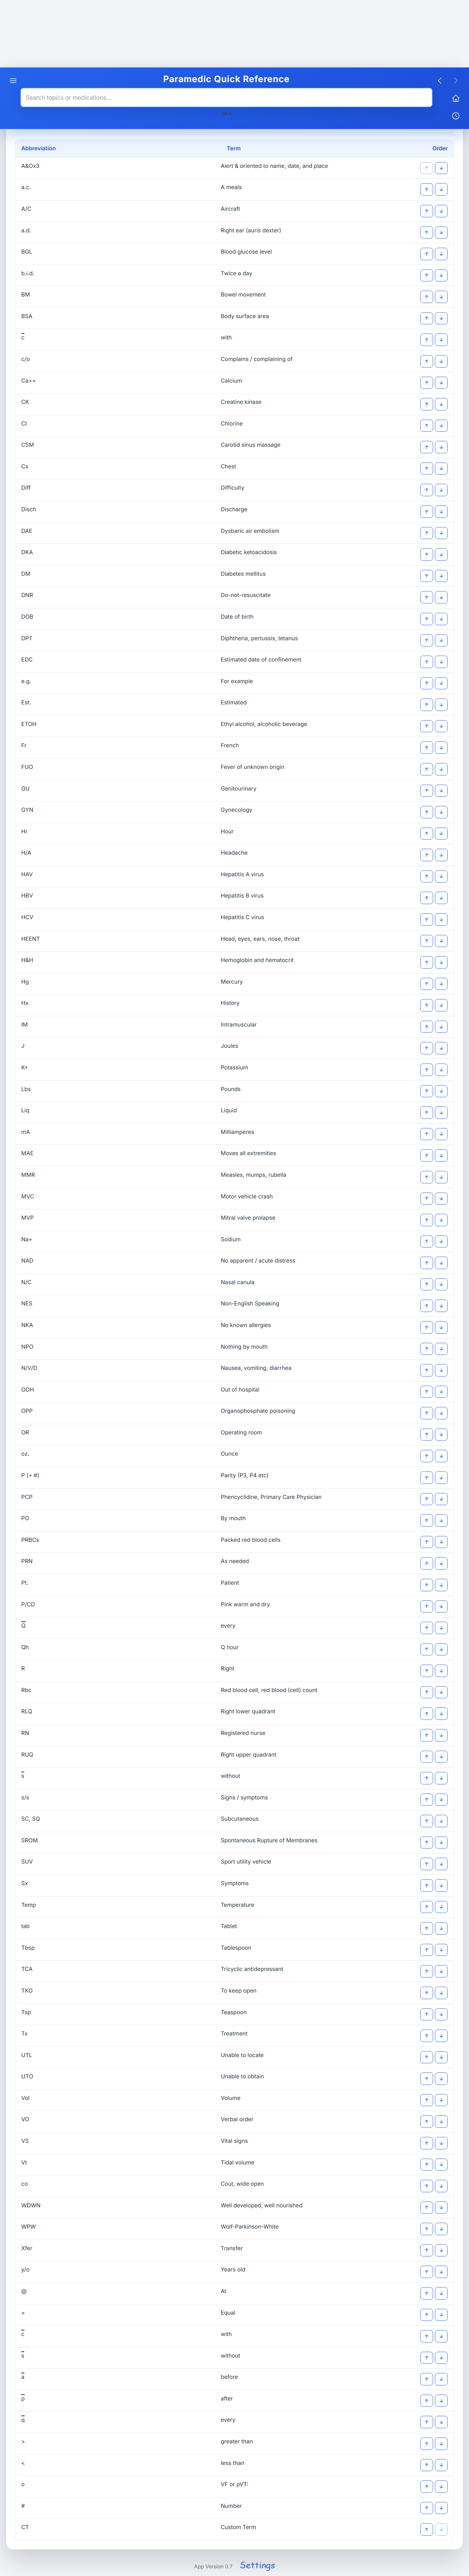 Paramedic Quick Reference
Search topics or medications...
Abbreviation Term Order
A&Ox3 Alert & oriented to name, date, and place
a.c. A meals
A/C Aircraft
a.d. Right ear (auris dexter)
BGL Blood glucose level
b.i.d. Twice a day
BM Bowel movement
BSA Body surface area
c̅ with
c/o Complains / complaining of
Ca++ Calcium
CK Creatine kinase
Cl Chlorine
CSM Carotid sinus massage
Cx Chest
Diff Difficulty
Disch Discharge
DAE Dysbaric air embolism
DKA Diabetic ketoacidosis
DM Diabetes mellitus
DNR Do-not-resuscitate
DOB Date of birth
DPT Diphtheria, pertussis, tetanus
EDC Estimated date of confinement
e.g. For example
Est. Estimated
ETOH Ethyl alcohol, alcoholic beverage
Fr French
FUO Fever of unknown origin
GU Genitourinary
GYN Gynecology
Hr Hour
H/A Headache
HAV Hepatitis A virus
HBV Hepatitis B virus
HCV Hepatitis C virus
HEENT Head, eyes, ears, nose, throat
H&H Hemoglobin and hematocrit
Hg Mercury
Hx History
IM Intramuscular
J Joules
K+ Potassium
Lbs Pounds
Liq Liquid
mA Milliamperes
MAE Moves all extremities
MMR Measles, mumps, rubella
MVC Motor vehicle crash
MVP Mitral valve prolapse
Na+ Sodium
NAD No apparent / acute distress
N/C Nasal canula
NES Non-English Speaking
NKA No known allergies
NPO Nothing by mouth
N/V/D Nausea, vomiting, diarrhea
OOH Out of hospital
OPP Organophosphate poisoning
OR Operating room
oz. Ounce
P (+ #) Parity (P3, P4 etc)
PCP Phencyclidine, Primary Care Physician
PO By mouth
PRBCs Packed red blood cells
PRN As needed
Pt. Patient
P/CD Pink warm and dry
Q̅ every
Qh Q hour
R Right
Rbc Red blood cell, red blood (cell) count
RLQ Right lower quadrant
RN Registered nurse
RUQ Right upper quadrant
s̅ without
s/s Signs / symptoms
SC, SQ Subcutaneous
SROM Spontaneous Rupture of Membranes
SUV Sport utility vehicle
Sx Symptoms
Temp Temperature
tab Tablet
Tbsp Tablespoon
TCA Tricyclic antidepressant
TKO To keep open
Tsp Teaspoon
Tx Treatment
UTL Unable to locate
UTO Unable to obtain
Vol Volume
VO Verbal order
VS Vital signs
Vt Tidal volume
co Cout, wide open
WDWN Well developed, well nourished
WPW Wolf-Parkinson-White
Xfer Transfer
y/o Years old
@ At
= Equal
c̅ with
s̅ without
a̅ before
p̅ after
q̅ every
> greater than
< less than
o VF or pVT:
# Number
CT Custom Term
App Version 0.7 Settings